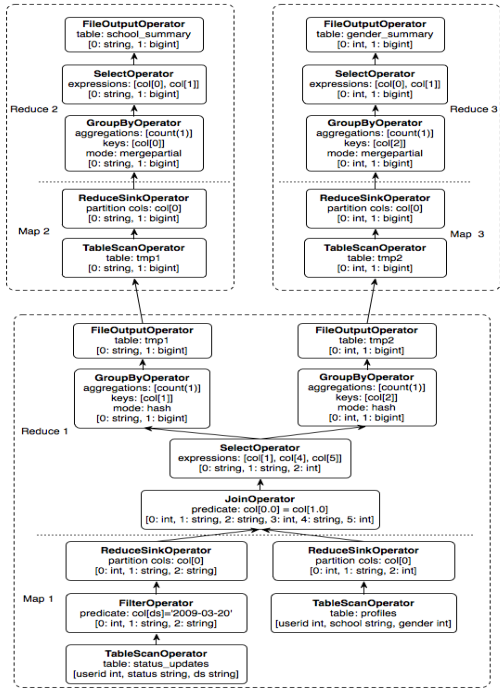 FileOutputOperator
table: school_summary
[0: string, 1: bigint]
SelectOperator
expressions: [col[0], col[1]]
[0: string, 1: bigint]
Reduce 2
GroupByOperator
aggregations: [count(1)]
keys: [col[0]]
mode: mergepartial
[0: string, 1: bigint]
ReduceSinkOperator
partition cols: col[0]
[0: string, 1: bigint]
Map 2
TableScanOperator
table: tmp1
[0: string, 1: bigint]
FileOutputOperator
table: gender_summary
[0: int, 1: bigint]
SelectOperator
expressions: [col[0], col[1]]
[0: int, 1: bigint]
Reduce 3
GroupByOperator
aggregations: [count(1)]
keys: [col[2]]
mode: mergepartial
[0: int, 1: bigint]
ReduceSinkOperator
partition cols: col[0]
[0: int, 1: bigint]
Map 3
TableScanOperator
table: tmp2
[0: int, 1: bigint]
FileOutputOperator
table: tmp1
[0: string, 1: bigint]
FileOutputOperator
table: tmp2
[0: int, 1: bigint]
GroupByOperator
aggregations: [count(1)]
keys: [col[1]]
mode: hash
[0: string, 1: bigint]
GroupByOperator
aggregations: [count(1)]
keys: [col[2]]
mode: hash
[0: int, 1: bigint]
Reduce 1
SelectOperator
expressions: [col[1], col[4], col[5]]
[0: string, 1: string, 2: int]
JoinOperator
predicate: col[0.0] = col[1.0]
[0: int, 1: string, 2: string, 3: int, 4: string, 5: int]
ReduceSinkOperator
partition cols: col[0]
[0: int, 1: string, 2: string]
ReduceSinkOperator
partition cols: col[0]
[0: int, 1: string, 2: int]
Map 1
FilterOperator
predicate: col[ds]='2009-03-20'
[0: int, 1: string, 2: string]
TableScanOperator
table: profiles
[userid int, school string, gender int]
TableScanOperator
table: status_updates
[userid int, status string, ds string]